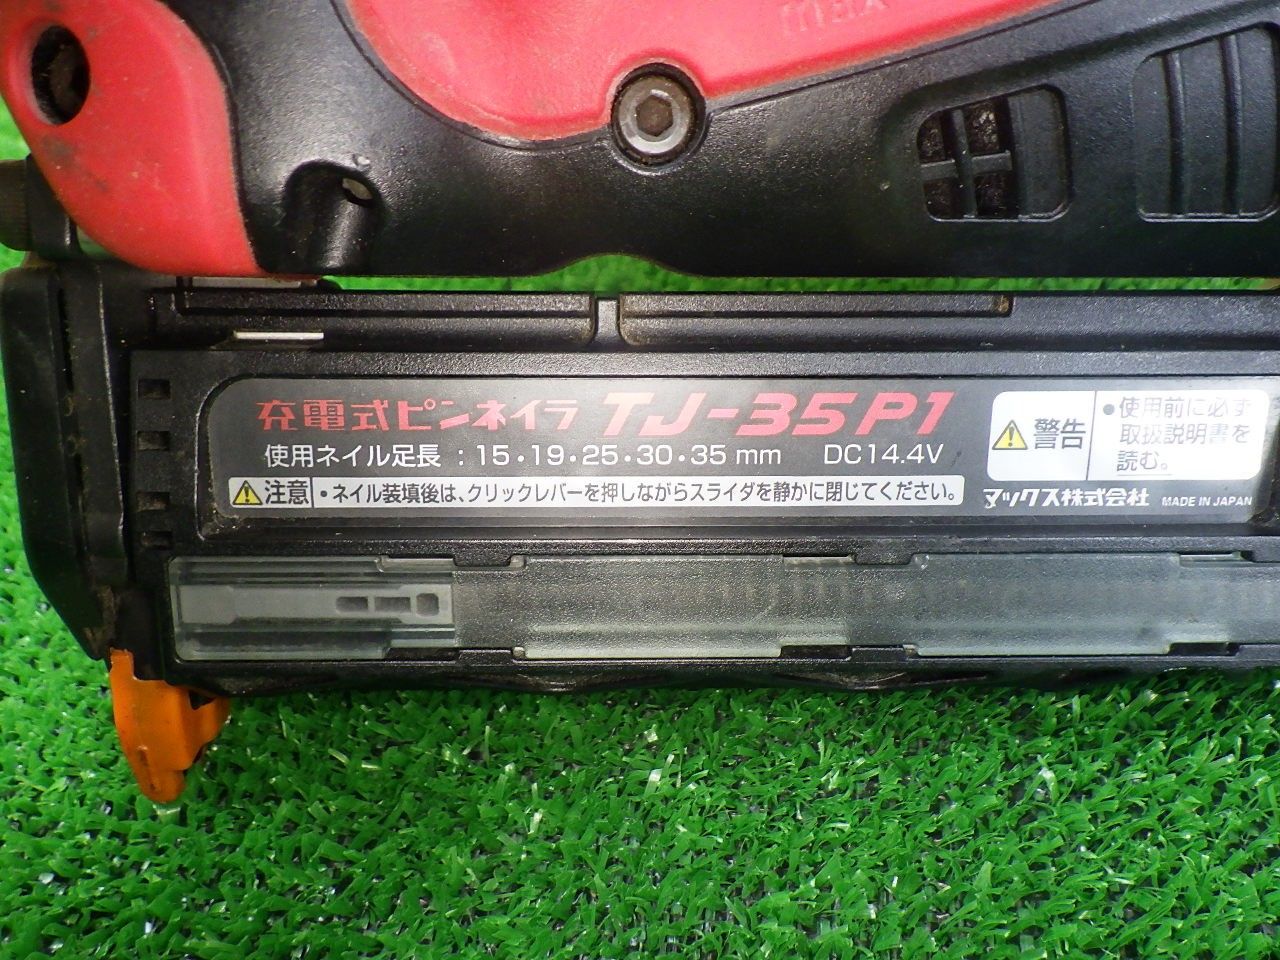 max
充電式ピンネイラ TJ-35P1
使用ネイル足長 : 15・19・25・30・35 mm DC14.4V
注意 ・ネイル装填後は、クリックレバーを押しながらスライダを静かに閉じてください。
警告
・使用前に必ず
取扱説明書を
読む。
マックス株式会社 MADE IN JAPAN